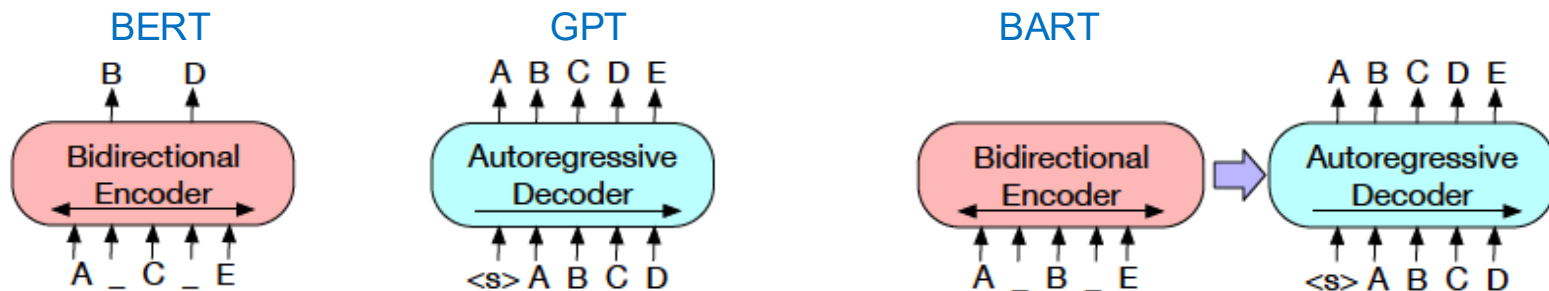 BERT GPT BART
B D A B C D E A B C D E
Bidirectional Encoder
Autoregressive Decoder
Bidirectional Encoder
Autoregressive Decoder
A _ C _ E <s> A B C D A _ B _ E <s> A B C D